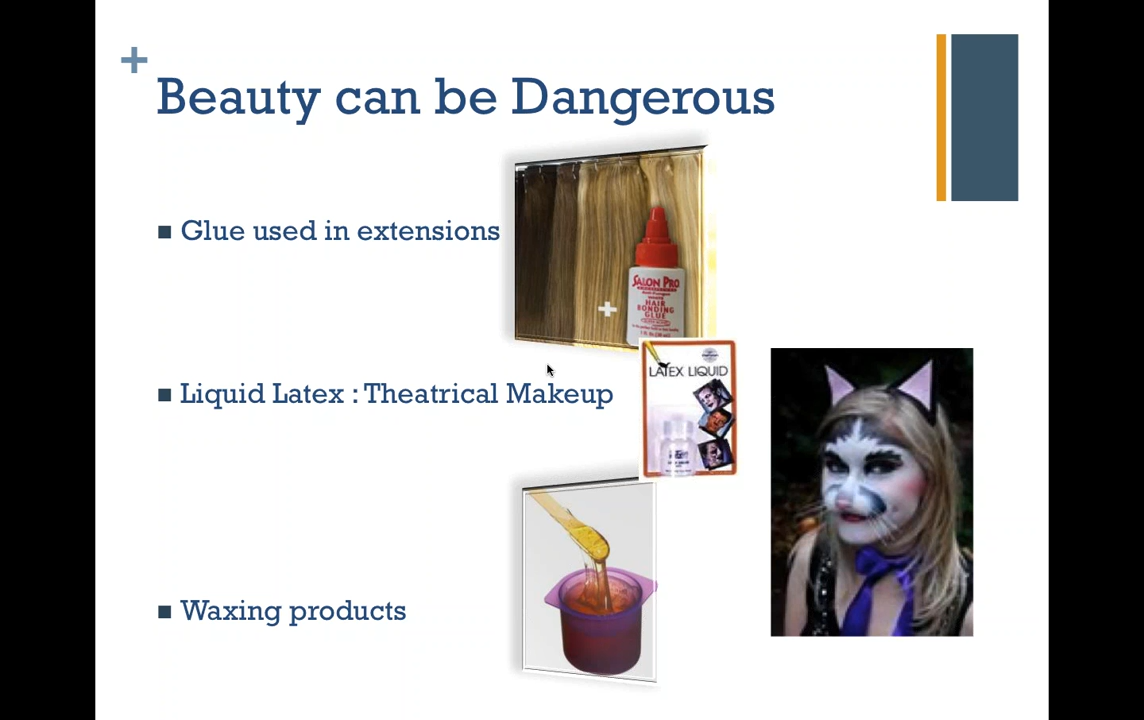 +
Beauty can be Dangerous
■ Glue used in extensions
SALON PRO
HAIR
BONDING
GLUE
LATEX LIQUID
■ Liquid Latex : Theatrical Makeup
■ Waxing products